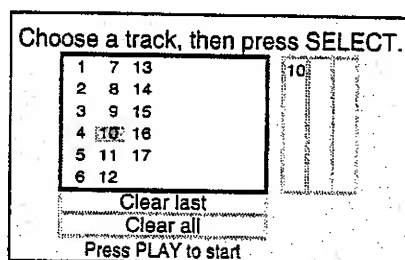 Choose a track, then press SELECT.
1 7 13 10
2 8 14
3 9 15
4 10 16
5 11 17
6 12
Clear last
Clear all
Press PLAY to start